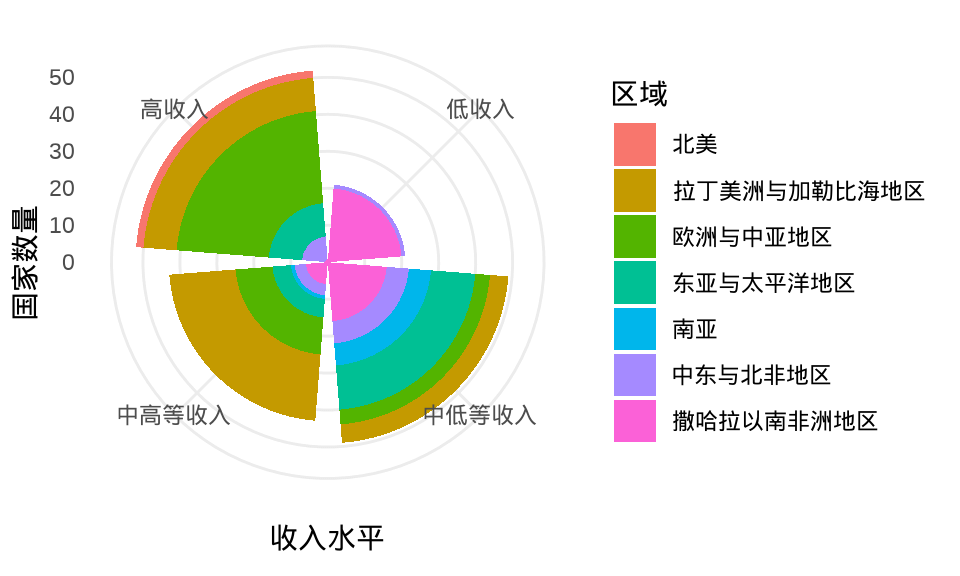 国家数量
50
40
30
20
10
0
高收入
低收入
中高等收入
中低等收入
收入水平
区域
北美
拉丁美洲与加勒比海地区
欧洲与中亚地区
东亚与太平洋地区
南亚
中东与北非地区
撒哈拉以南非洲地区